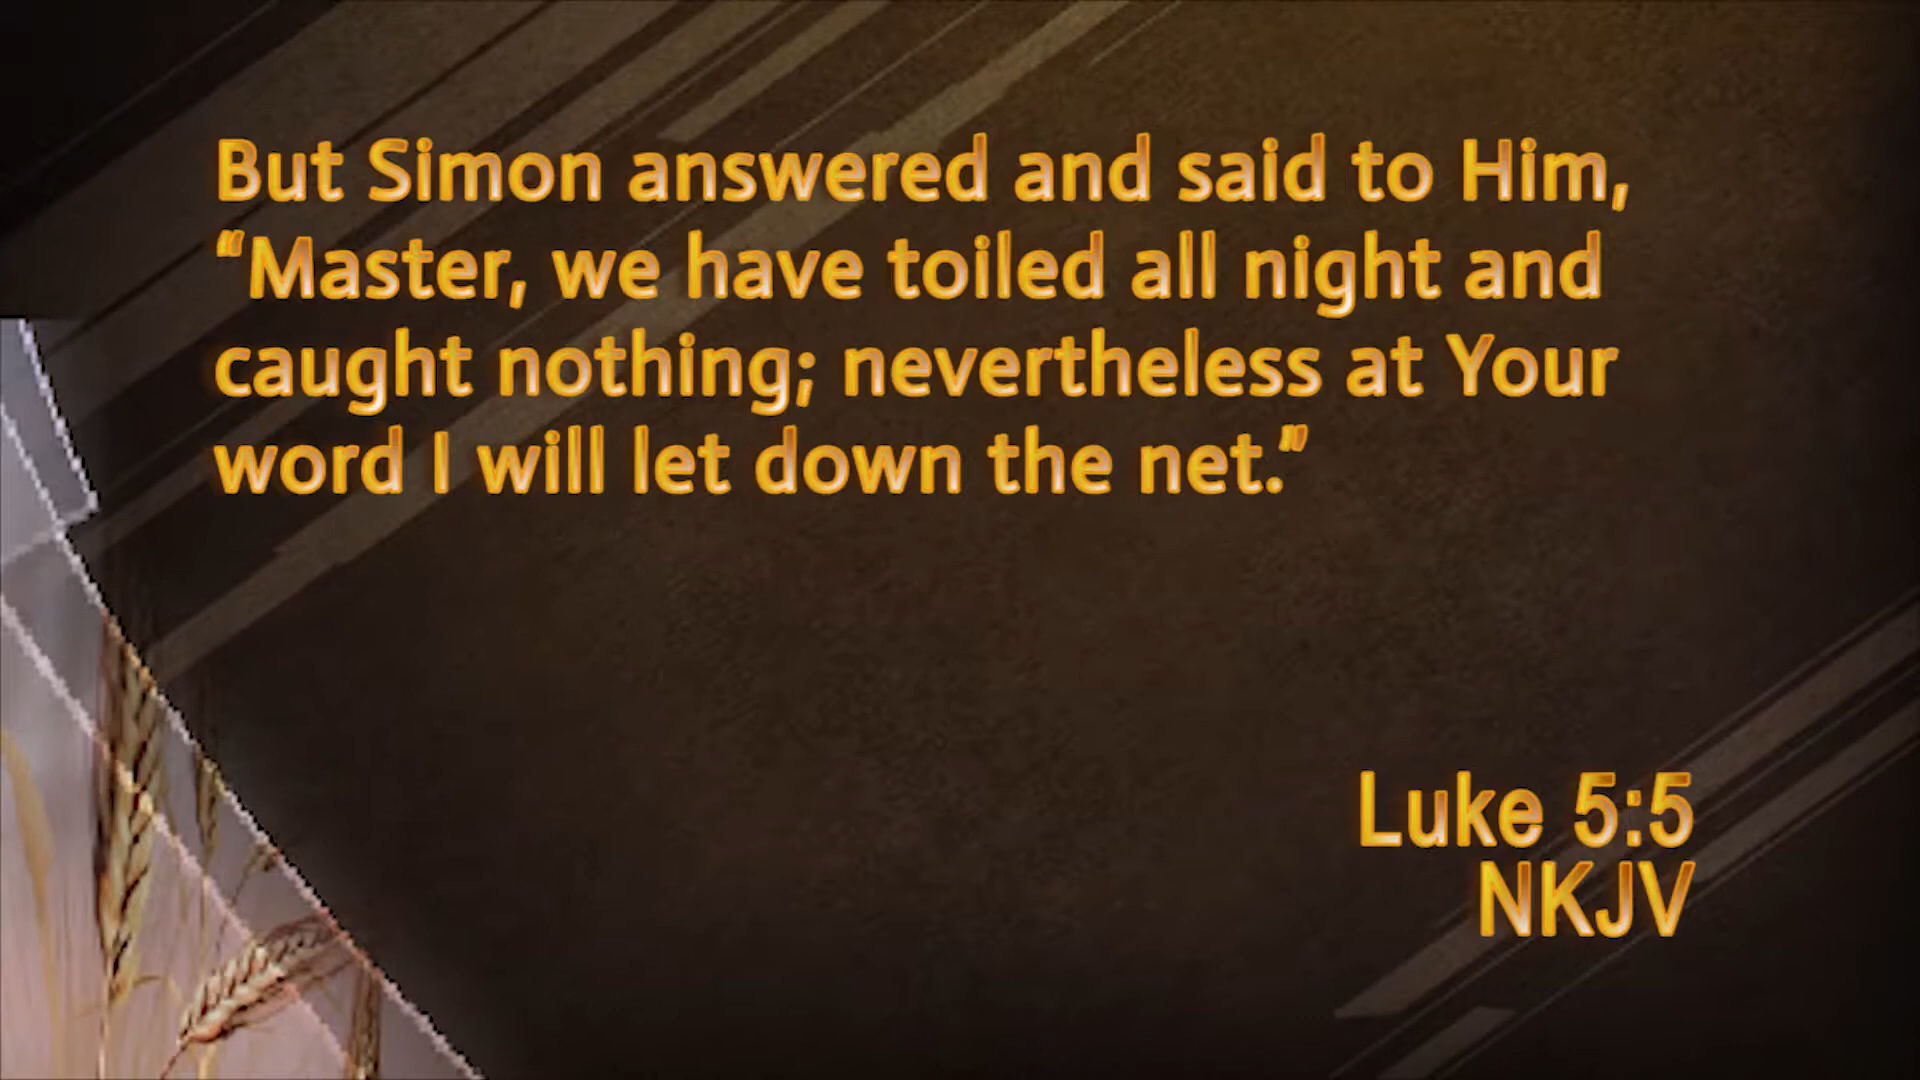 But Simon answered and said to Him,
“Master, we have toiled all night and
caught nothing; nevertheless at Your
word I will let down the net.”
Luke 5:5
NKJV